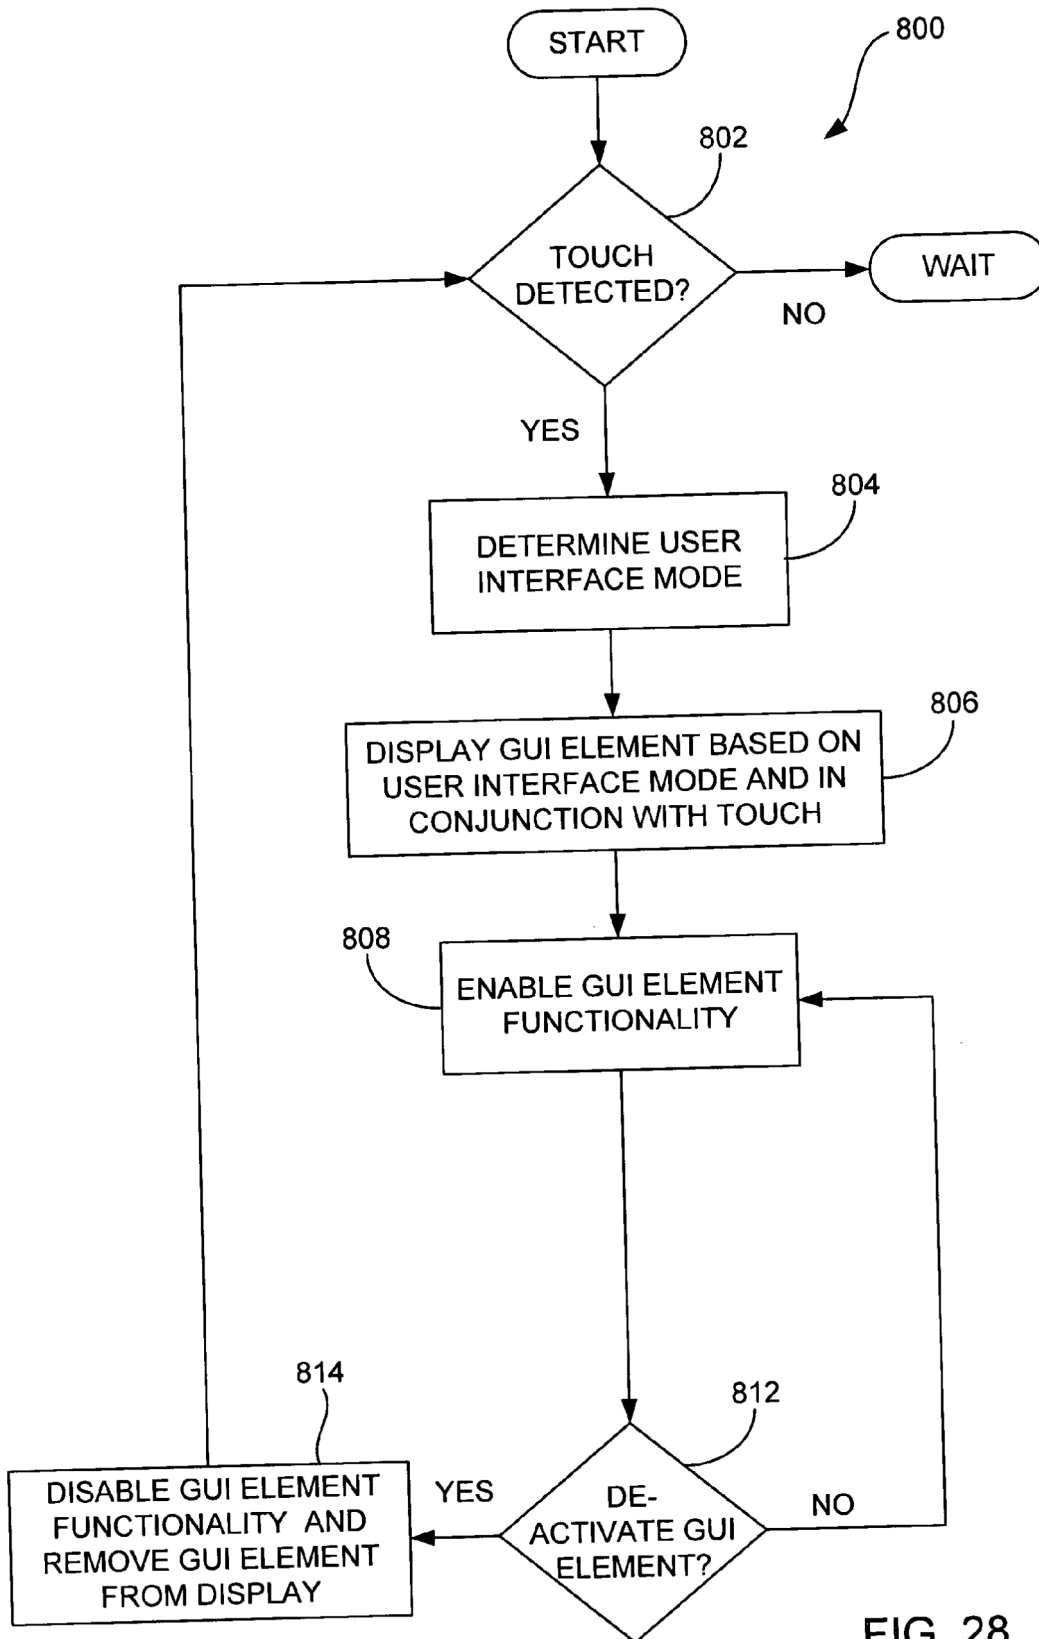 START
800
802
TOUCH
DETECTED?
WAIT
NO
YES
804
DETERMINE USER
INTERFACE MODE
806
DISPLAY GUI ELEMENT BASED ON
USER INTERFACE MODE AND IN
CONJUNCTION WITH TOUCH
808
ENABLE GUI ELEMENT
FUNCTIONALITY
814
812
DISABLE GUI ELEMENT
FUNCTIONALITY AND
REMOVE GUI ELEMENT
FROM DISPLAY
YES
DE-
ACTIVATE GUI
ELEMENT?
NO
FIG. 28